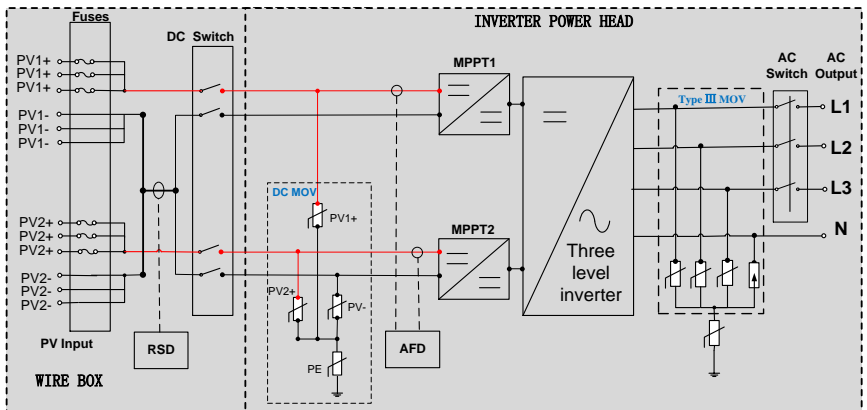 Fuses
INVERTER POWER HEAD
DC Switch
PV1+
PV1+
PV1+
PV1-
PV1-
PV1-
MPPT1
AC
Switch
AC
Output
Type III MOV
L1
L2
L3
N
DC MOV
PV1+
PV2+
PV2+
PV2+
PV2-
PV2-
PV2-
MPPT2
Three
level
inverter
PV2+
PV-
PV Input
RSD
PE
AFD
WIRE BOX